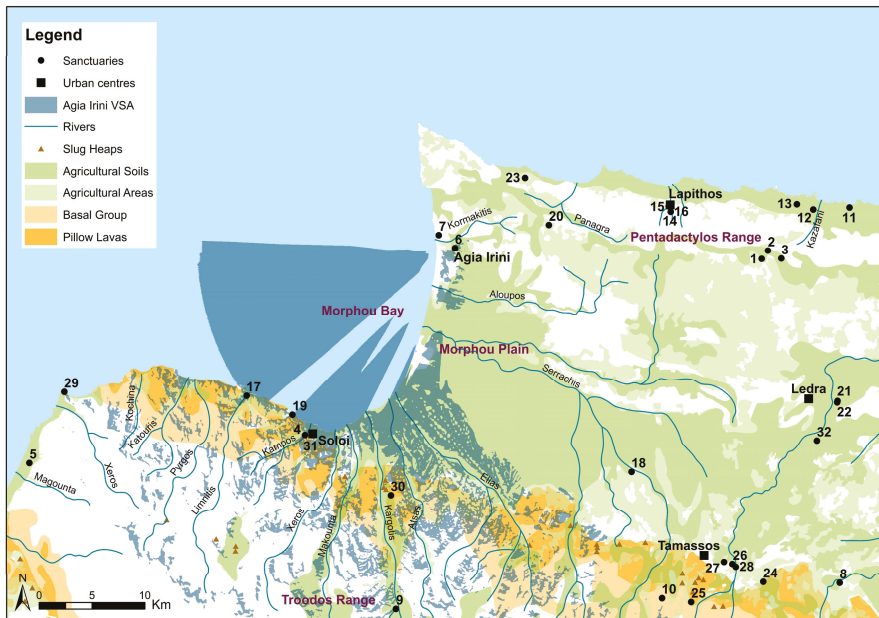 Legend
Sanctuaries
Urban centres
Agia Irini VSA
Rivers
Slug Heaps
Agricultural Soils
Agricultural Areas
Basal Group
Pillow Lavas
23
Lapithos
15
16
14
13
12
11
Kazafani
7
Kormakitis
20
Panagra
6
Agia Irini
Pentadactylos Range
2
1
3
Aloupos
Morphou Bay
Morphou Plain
Serrachis
29
Kochina
17
Ledra
21
22
Katouris
19
4
Soloi
31
Kampos
32
5
Magounta
Xeros
Pyrgos
Limnitis
Xeros
Makounta
30
Kargotis
Atsas
Elias
18
Tamassos
27
26
28
24
8
10
25
Troodos Range
9
N
0
5
10
Km